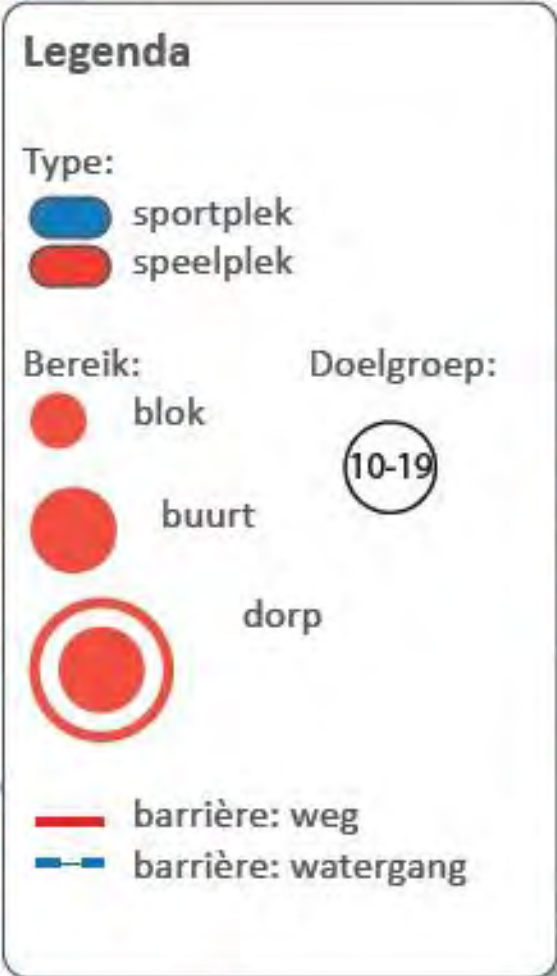 Legenda
Type:
sportplek
speelplek
Bereik:
blok
buurt
dorp
Doelgroep:
10-19
barrière: weg
barrière: watergang